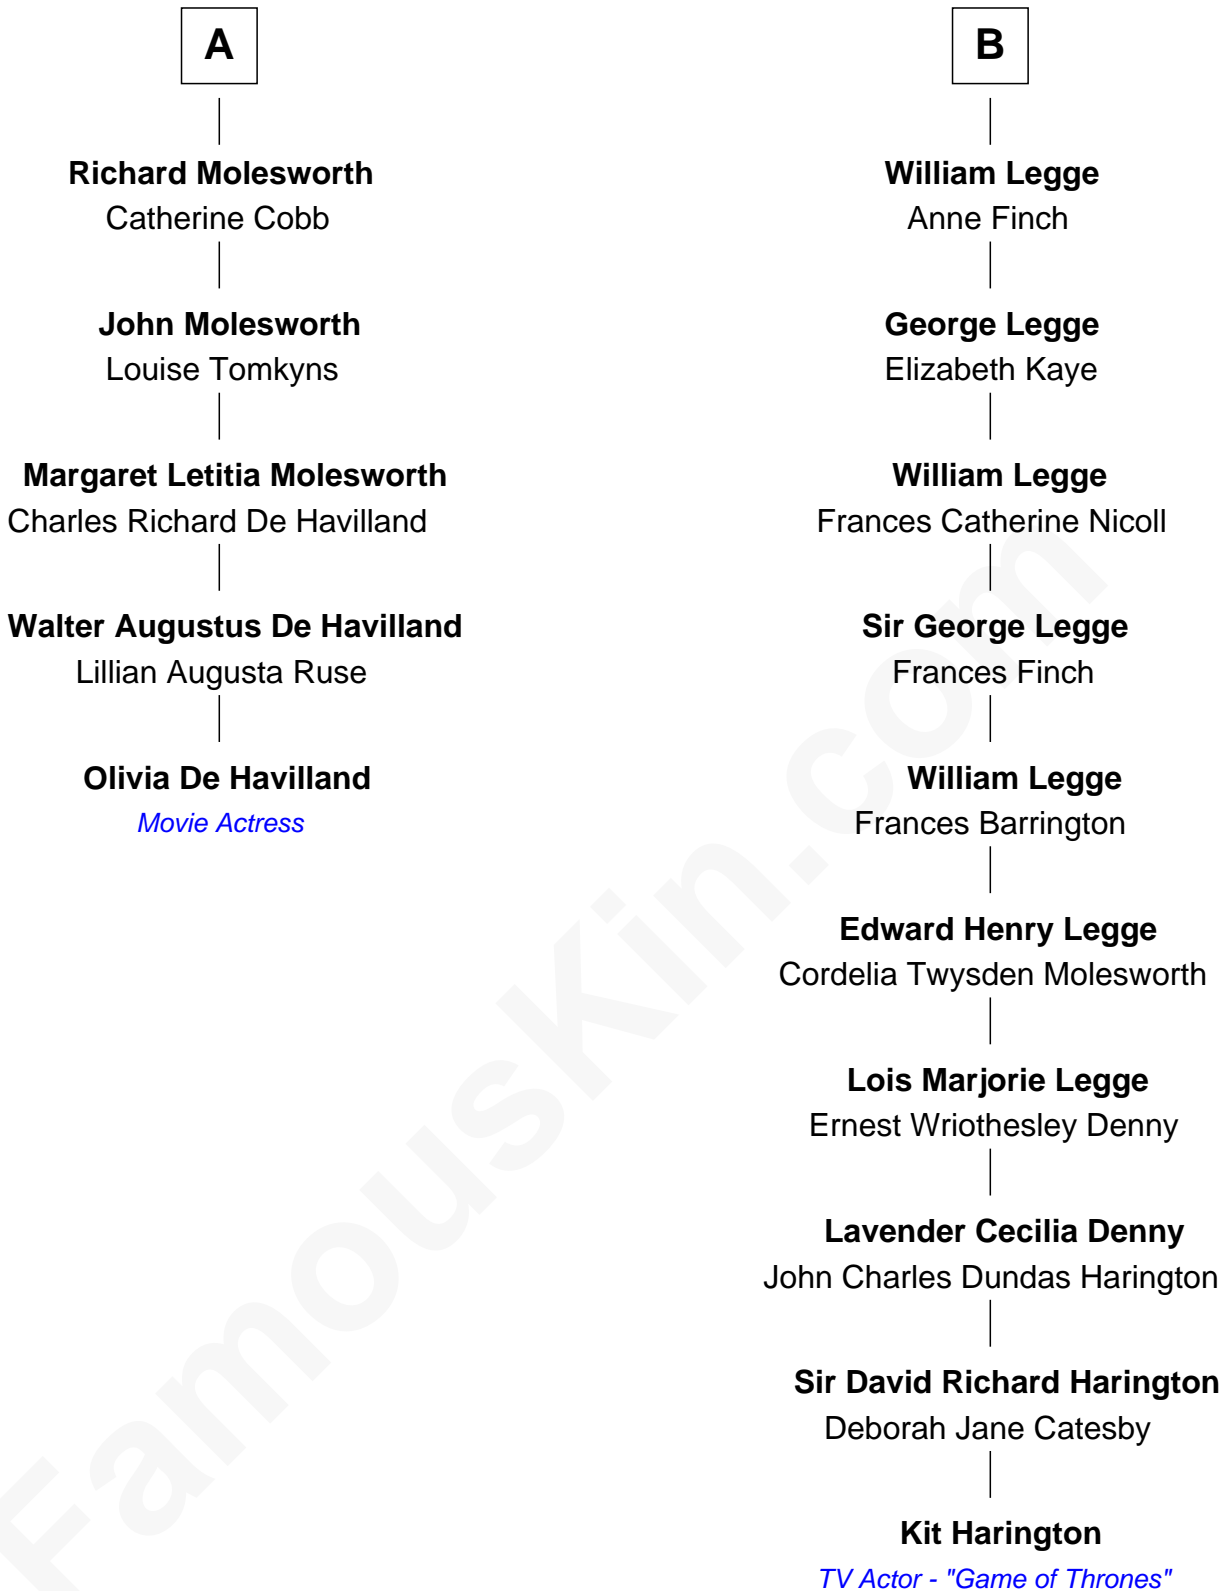 A
Richard Molesworth
Catherine Cobb
John Molesworth
Louise Tomkyns
Margaret Letitia Molesworth
Charles Richard De Havilland
Walter Augustus De Havilland
Lillian Augusta Ruse
Olivia De Havilland
Movie Actress
B
William Legge
Anne Finch
George Legge
Elizabeth Kaye
William Legge
Frances Catherine Nicoll
Sir George Legge
Frances Finch
William Legge
Frances Barrington
Edward Henry Legge
Cordelia Twysden Molesworth
Lois Marjorie Legge
Ernest Wriothesley Denny
Lavender Cecilia Denny
John Charles Dundas Harington
Sir David Richard Harington
Deborah Jane Catesby
Kit Harington
TV Actor - "Game of Thrones"
FamousKin.com